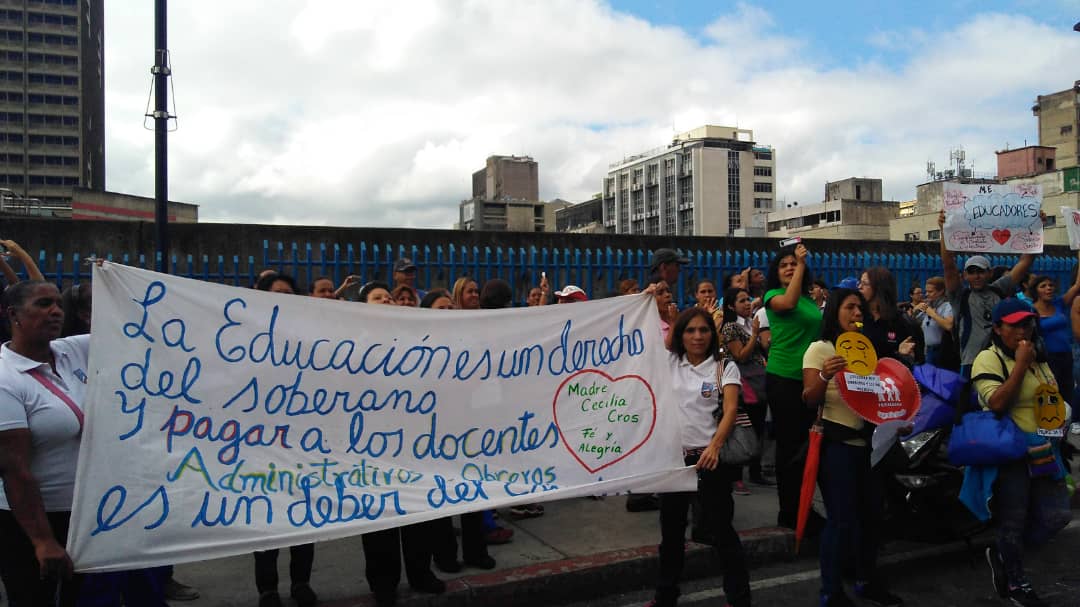 La Educación es un derecho
del soberano
y pagar a los docentes
Administrativos Obreros
es un deber del
Madre
Cecilia
Cros
Fé y
Alegría
ME
EDUCADORES